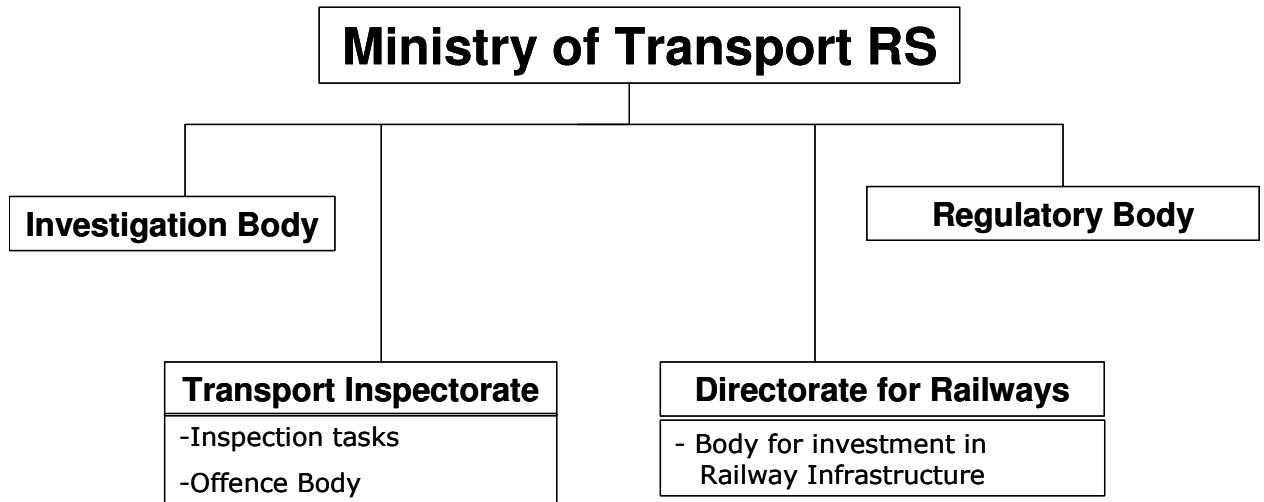 Ministry of Transport RS
Investigation Body
Regulatory Body
Transport Inspectorate
-Inspection tasks
-Offence Body
Directorate for Railways
- Body for investment in
Railway Infrastructure